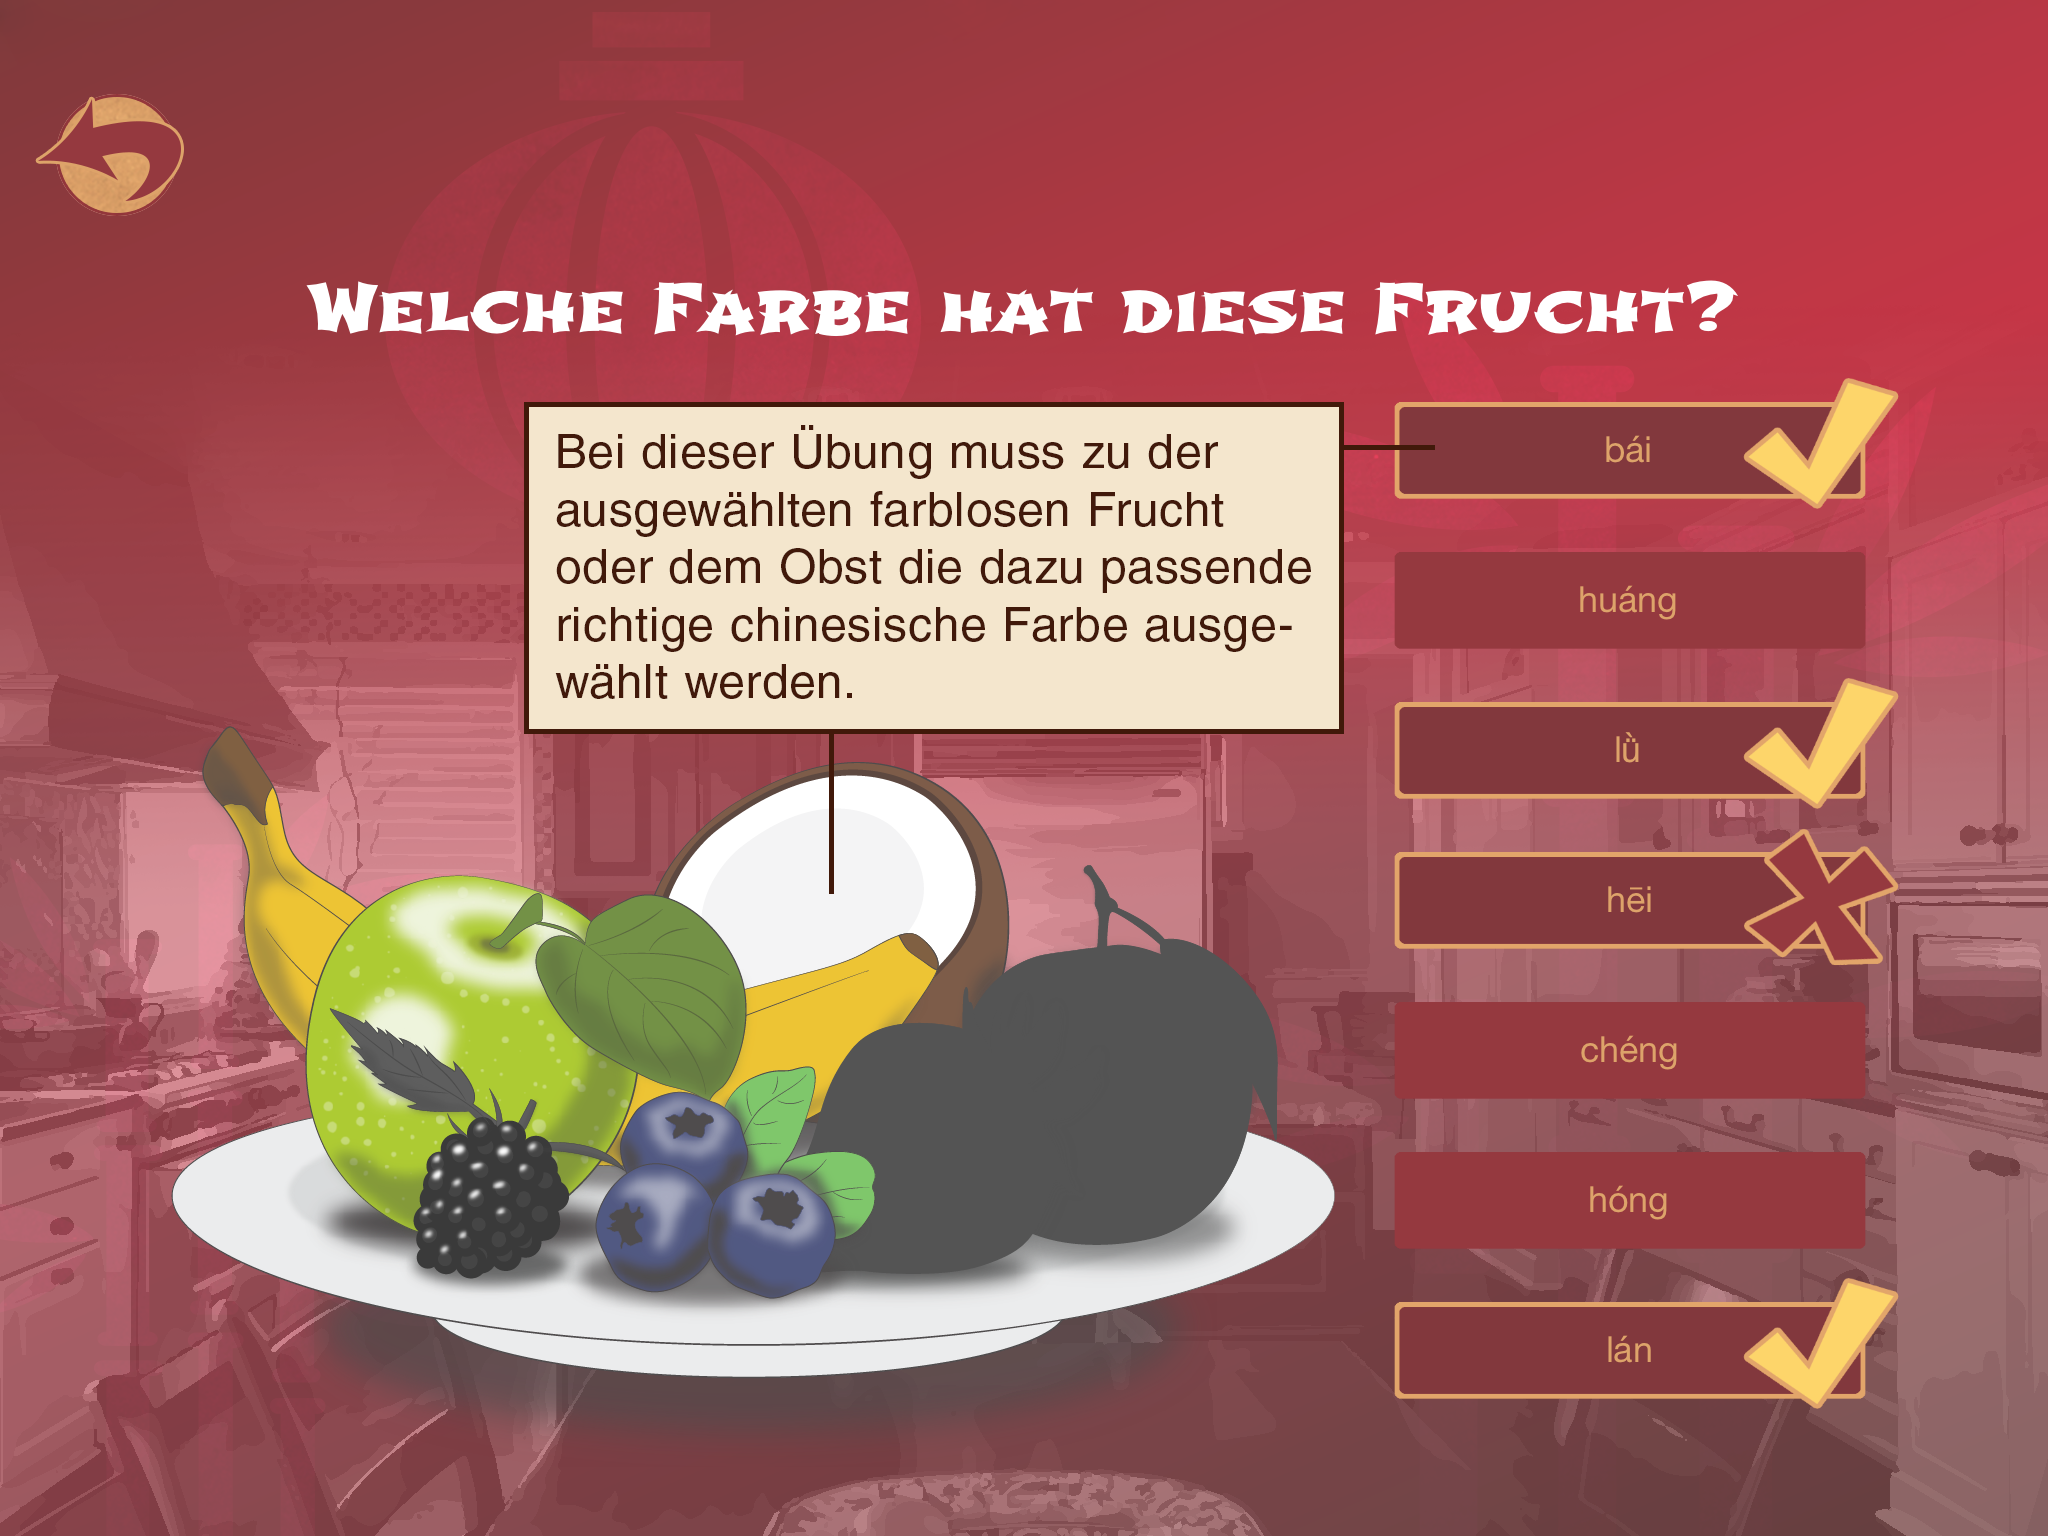 Welche Farbe hat diese Frucht?
Bei dieser Übung muss zu der
ausgewählten farblosen Frucht
oder dem Obst die dazu passende
richtige chinesische Farbe ausge-
wählt werden.
bái
huáng
lǜ
hēi
chéng
hóng
lán